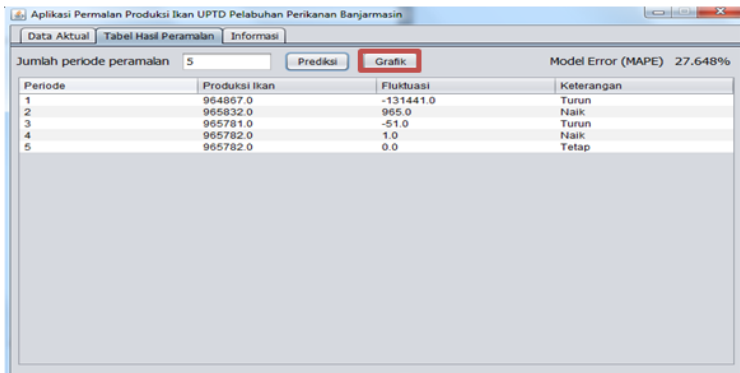 Aplikasi Permalan Produksi Ikan UPTD Pelabuhan Perikanan Banjarmasin
Data Aktual Tabel Hasil Peramalan Informasi
Jumlah periode peramalan 5 Prediksi Grafik Model Error (MAPE) 27.648%
Periode Produksi Ikan Fluktuasi Keterangan
1 964867.0 -131441.0 Turun
2 965832.0 965.0 Naik
3 965781.0 -51.0 Turun
4 965782.0 1.0 Naik
5 965782.0 0.0 Tetap